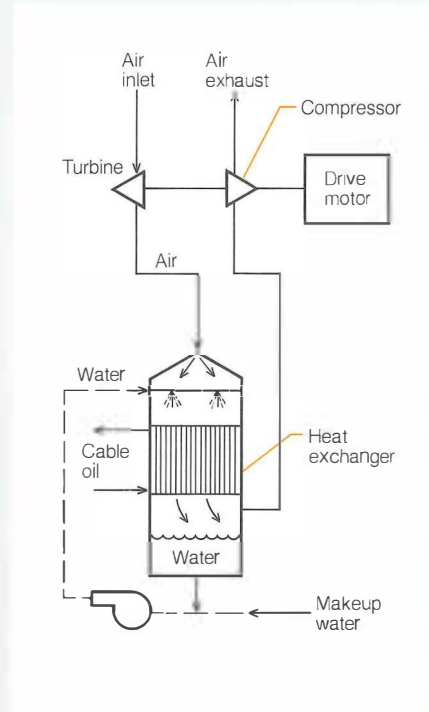 Air
inlet
Air
exhaust
Compressor
Turbine
Drive
motor
Air
Water
Cable
oil
Heat
exchanger
Water
Makeup
water